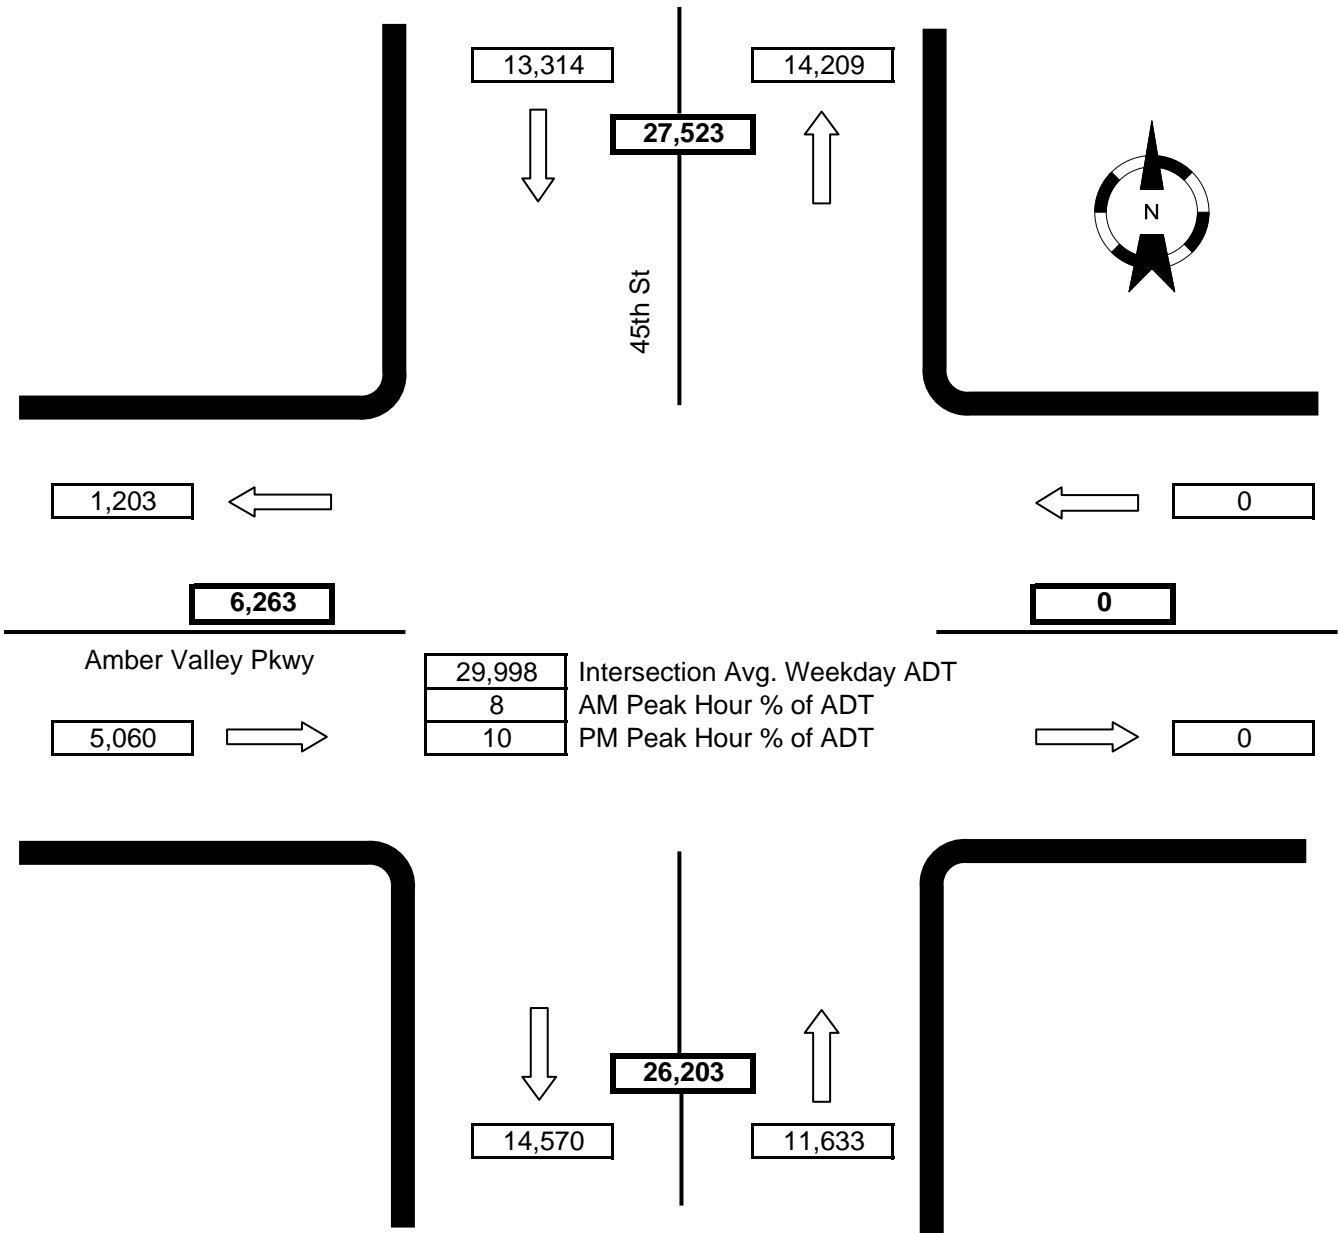 13,314
14,209
27,523
N
45th St
1,203
0
6,263
0
Amber Valley Pkwy
29,998 Intersection Avg. Weekday ADT
8 AM Peak Hour % of ADT
10 PM Peak Hour % of ADT
5,060
0
26,203
14,570
11,633